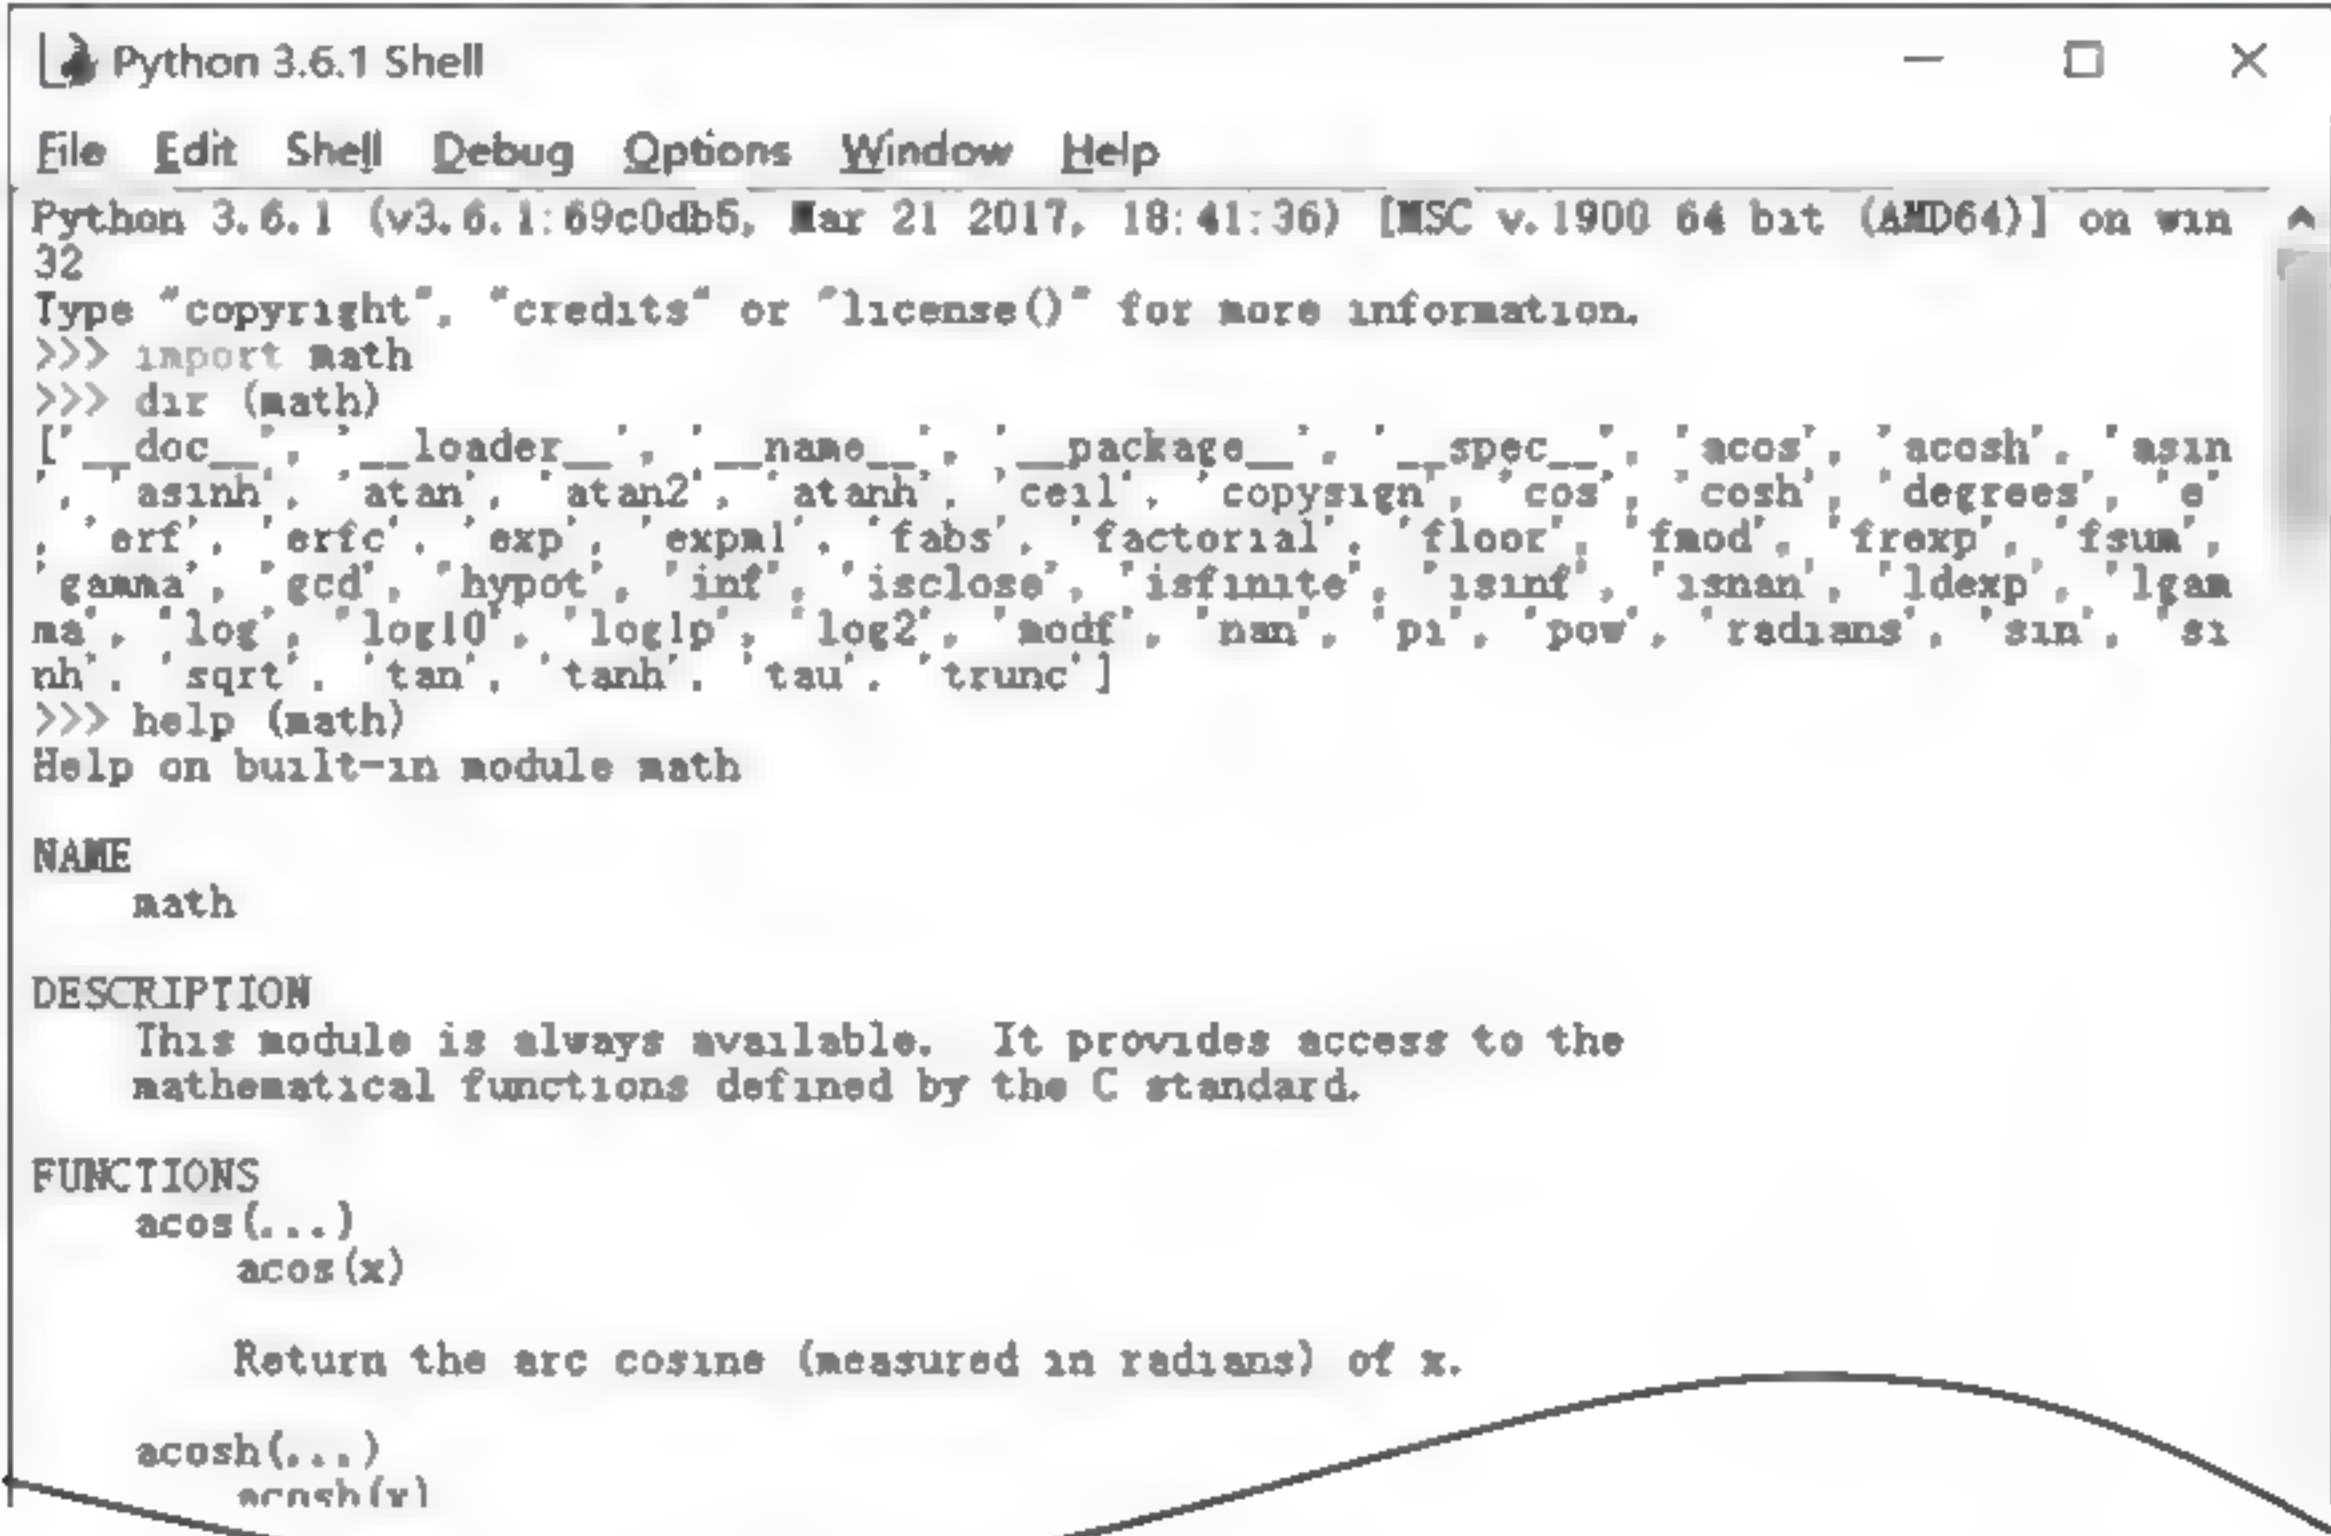 Python 3.6.1 Shell
File Edit Shell Debug Options Window Help
Python 3.6.1 (v3.6.1:69c0db5, Mar 21 2017, 18:41:36) [MSC v.1900 64 bit (AMD64)] on win
32
Type "copyright", "credits" or "license()" for more information.
>>> import math
>>> dir (math)
['__doc__', '__loader__', '__name__', '__package__', '__spec__', 'acos', 'acosh', 'asin
', 'asinh', 'atan', 'atan2', 'atanh', 'ceil', 'copysign', 'cos', 'cosh', 'degrees', 'e'
, 'erf', 'erfc', 'exp', 'expm1', 'fabs', 'factorial', 'floor', 'fmod', 'frexp', 'fsum',
'gamma', 'gcd', 'hypot', 'inf', 'isclose', 'isfinite', 'isinf', 'isnan', 'ldexp', 'lgam
ma', 'log', 'log10', 'log1p', 'log2', 'modf', 'nan', 'pi', 'pow', 'radians', 'sin', 'si
nh', 'sqrt', 'tan', 'tanh', 'tau', 'trunc']
>>> help (math)
Help on built-in module math
NAME
math
DESCRIPTION
This module is always available. It provides access to the
mathematical functions defined by the C standard.
FUNCTIONS
acos(...)
acos(x)
Return the arc cosine (measured in radians) of x.
acosh(...)
acosh(x)